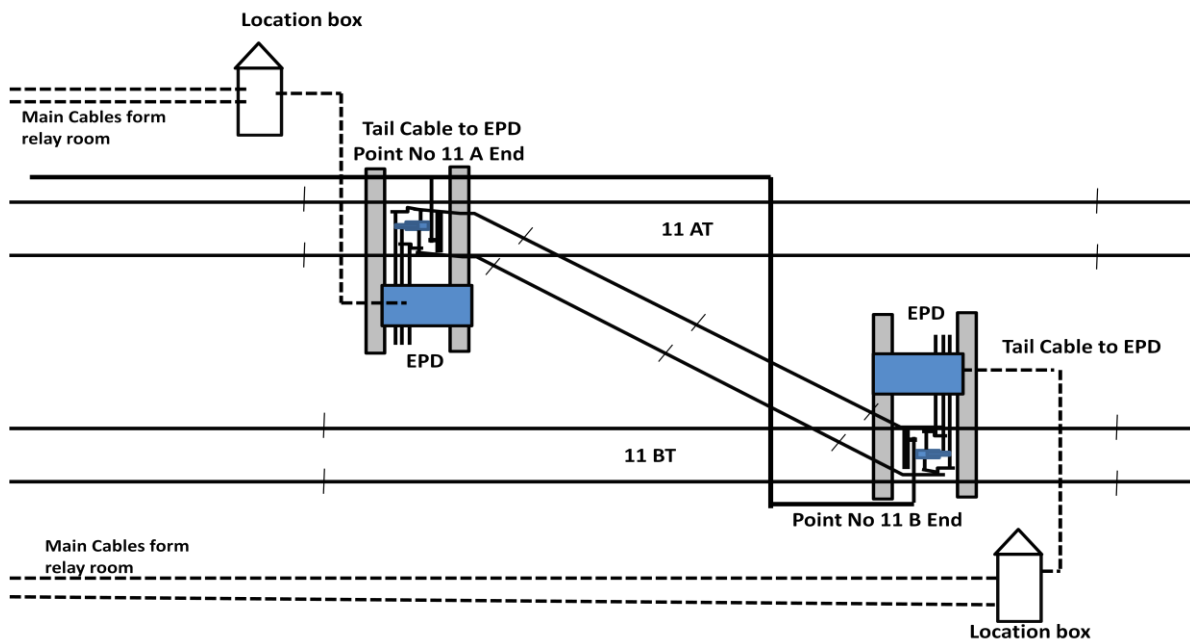 Location box
Main Cables form
relay room
Tail Cable to EPD
Point No 11 A End
11 AT
EPD
EPD
Tail Cable to EPD
11 BT
Point No 11 B End
Main Cables form
relay room
Location box